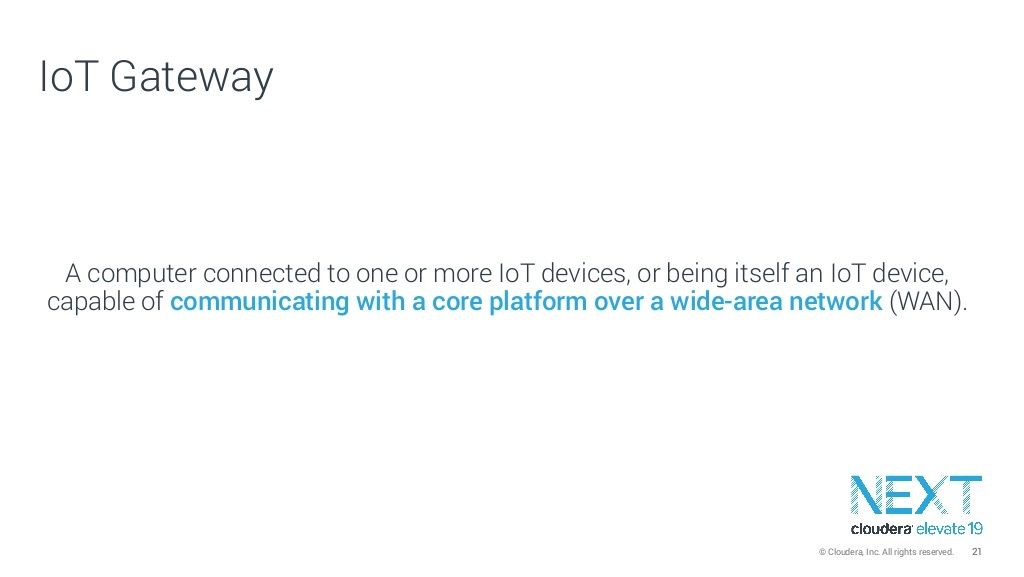 IoT Gateway
A computer connected to one or more IoT devices, or being itself an IoT device,
capable of communicating with a core platform over a wide-area network (WAN).
NEXT
cloudera elevate19
© Cloudera, Inc. All rights reserved. 21